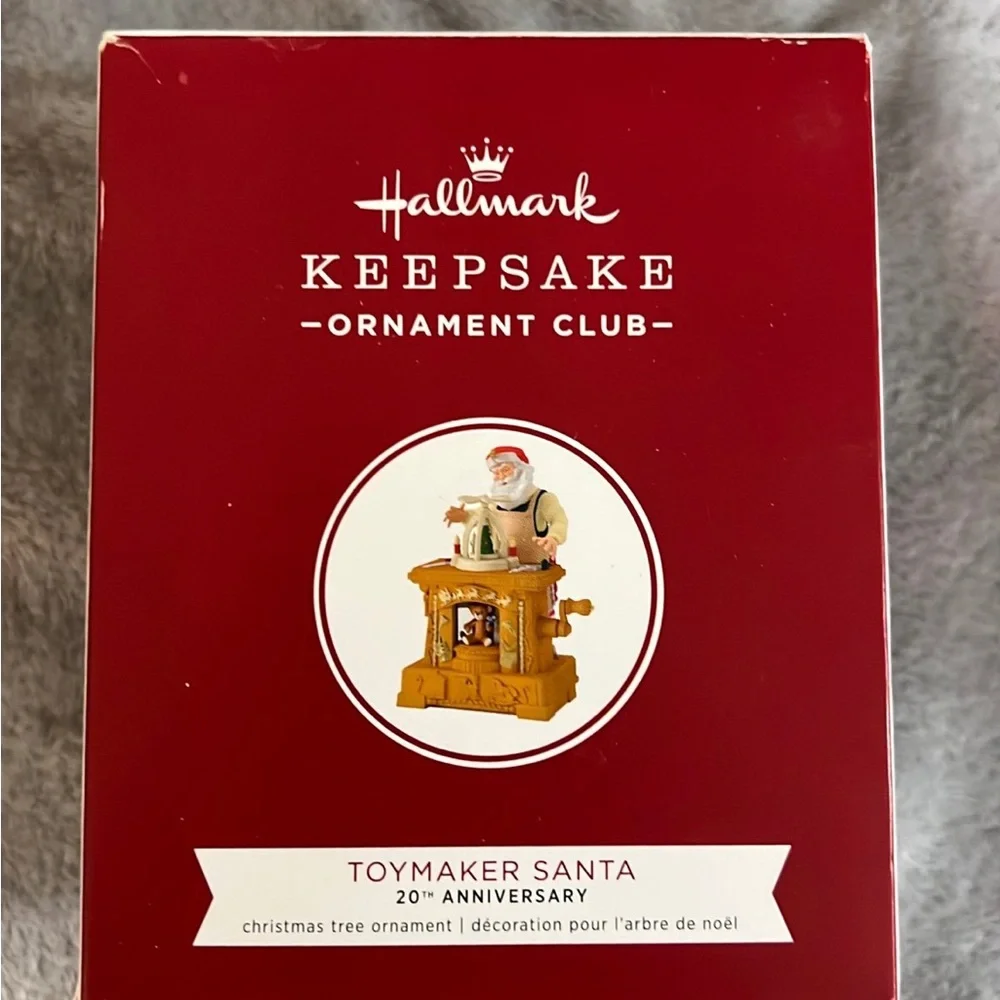 Hallmark
KEEPSAKE
–ORNAMENT CLUB–
TOYMAKER SANTA
20TH ANNIVERSARY
christmas tree ornament | décoration pour l'arbre de noël